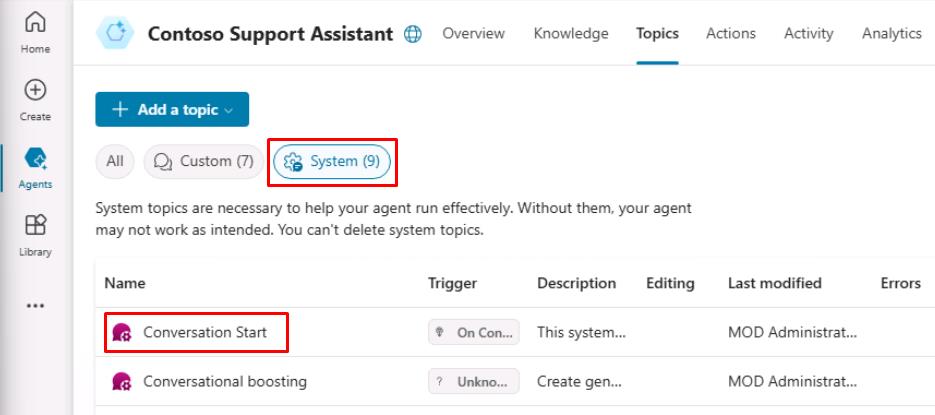 Home
Create
Agents
Library
Contoso Support Assistant
Overview
Knowledge
Topics
Actions
Activity
Analytics
Add a topic
All
Custom (7)
System (9)
System topics are necessary to help your agent run effectively. Without them, your agent
may not work as intended. You can't delete system topics.
Name Trigger Description Editing Last modified Errors
Conversation Start On Con... This system... MOD Administrat...
Conversational boosting Unkno... Create gen... MOD Administrat...